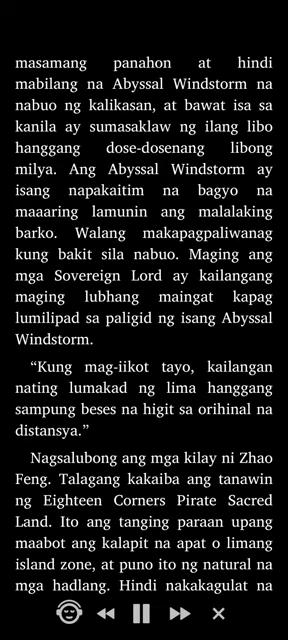 masamang panahon at hindi
mabilang na Abyssal Windstorm na
nabuo ng kalikasan, at bawat isa sa
kanila ay sumasaklaw ng ilang libo
hanggang dose-dosenang libong
milya. Ang Abyssal Windstorm ay
isang napakaitim na bagyo na
maaaring lamunin ang malalaking
barko. Walang makapagpaliwanag
kung bakit sila nabuo. Maging ang
mga Sovereign Lord ay kailangang
maging lubhang maingat kapag
lumilipad sa paligid ng isang Abyssal
Windstorm.
“Kung mag-iikot tayo, kailangan
nating lumakad ng lima hanggang
sampung beses na higit sa orihinal na
distansya.”
Nagsalubong ang mga kilay ni Zhao
Feng. Talagang kakaiba ang tanawin
ng Eighteen Corners Pirate Sacred
Land. Ito ang tanging paraan upang
maabot ang kalapit na apat o limang
island zone, at puno ito ng natural na
mga hadlang. Hindi nakakagulat na